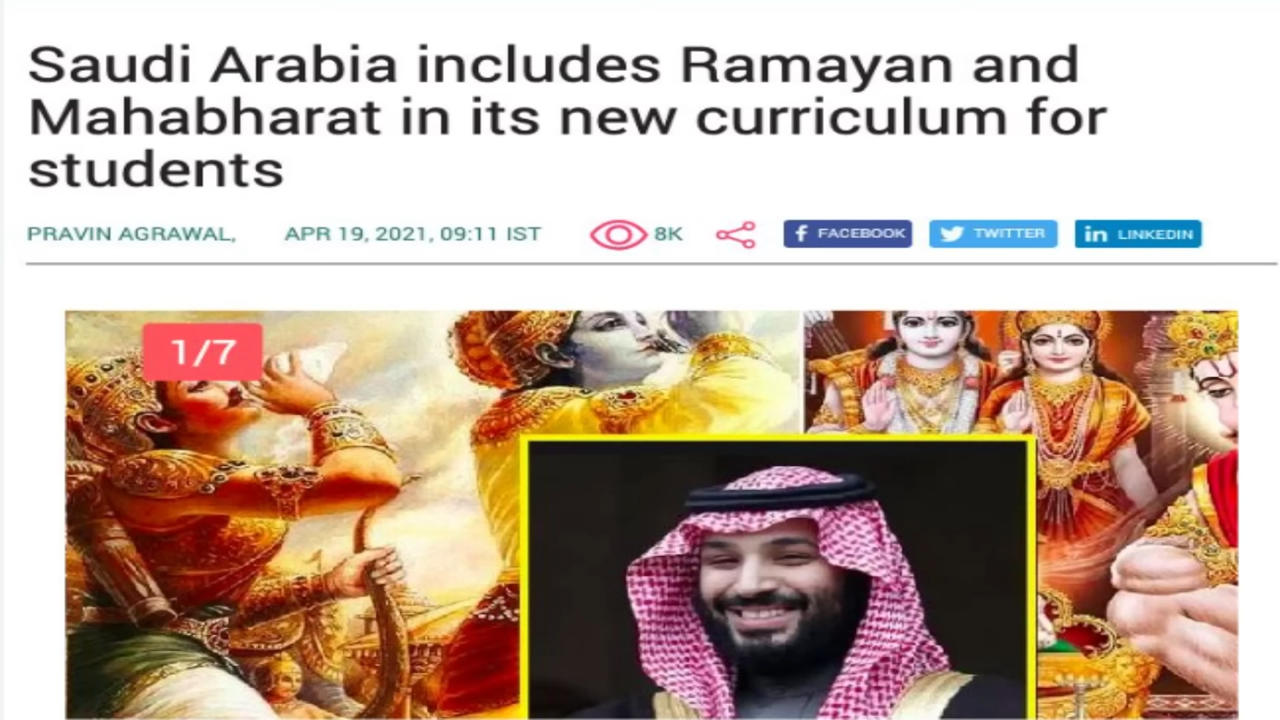 Saudi Arabia includes Ramayan and
Mahabharat in its new curriculum for
students
PRAVIN AGRAWAL, APR 19, 2021, 09:11 IST 8K FACEBOOK TWITTER LINKEDIN
1/7